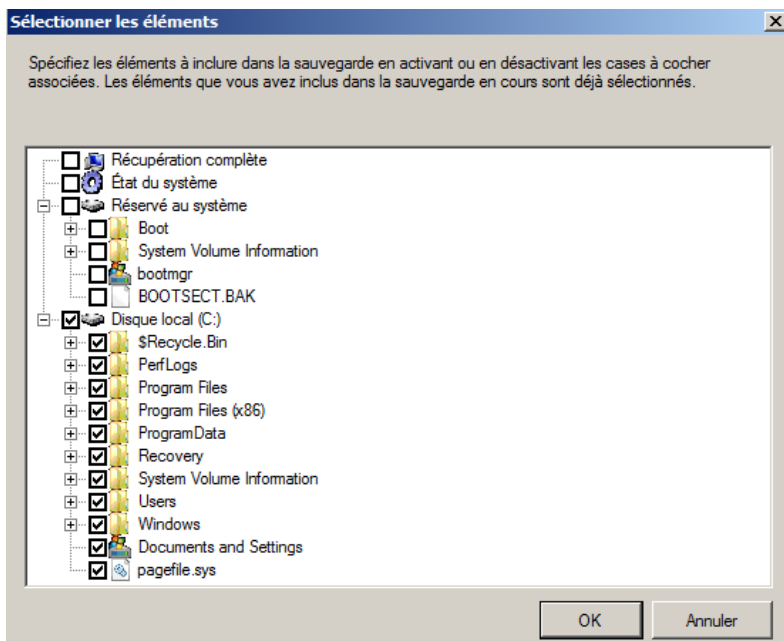 Sélectionner les éléments
Spécifiez les éléments à inclure dans la sauvegarde en activant ou en désactivant les cases à cocher
associées. Les éléments que vous avez inclus dans la sauvegarde en cours sont déjà sélectionnés.
Récupération complète
État du système
Réservé au système
Boot
System Volume Information
bootmgr
BOOTSECT.BAK
Disque local (C:)
$Recycle.Bin
PerfLogs
Program Files
Program Files (x86)
ProgramData
Recovery
System Volume Information
Users
Windows
Documents and Settings
pagefile.sys
OK
Annuler